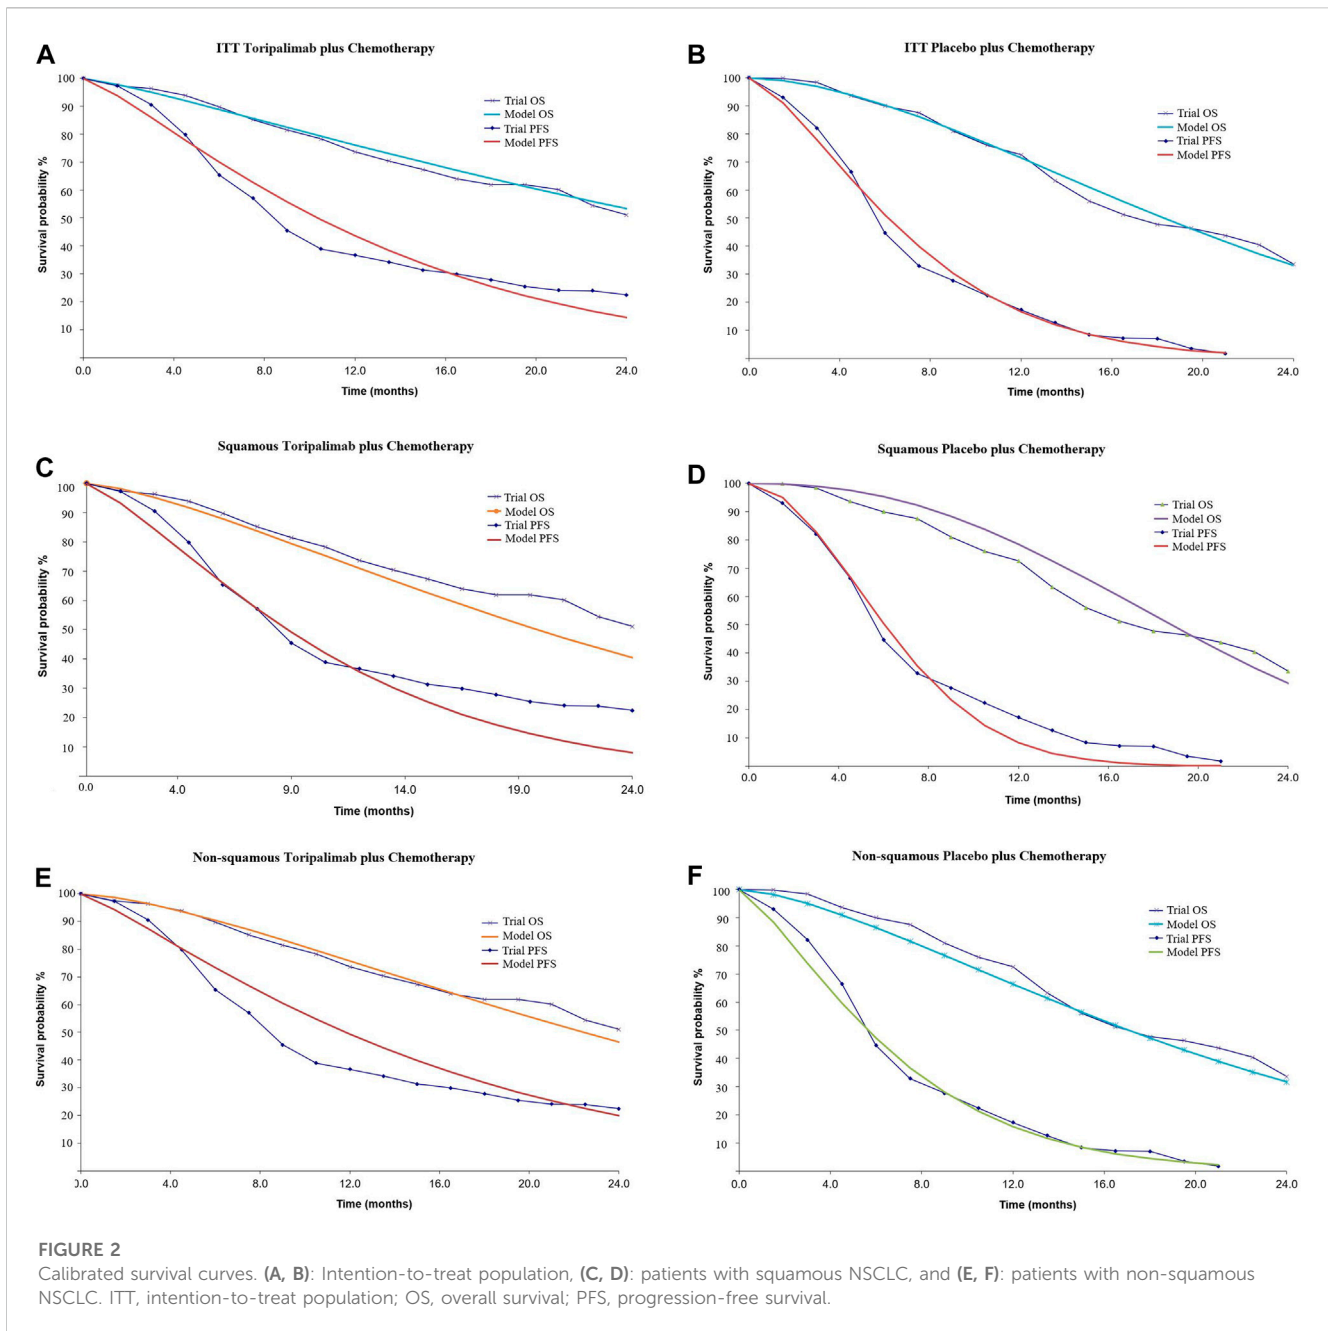 A
ITT Toripalimab plus Chemotherapy
Survival probability %
100
90
80
70
60
50
40
30
20
10
Trial OS
Model OS
Trial PFS
Model PFS
0.0 4.0 8.0 12.0 16.0 20.0 24.0
Time (months)
B
ITT Placebo plus Chemotherapy
Survival probability %
100
90
80
70
60
50
40
30
20
10
Trial OS
Model OS
Trial PFS
Model PFS
0.0 4.0 8.0 12.0 16.0 20.0 24.0
Time (months)
C
Squamous Toripalimab plus Chemotherapy
Survival probability %
100
90
80
70
60
50
40
30
20
10
Trial OS
Model OS
Trial PFS
Model PFS
0.0 4.0 9.0 14.0 19.0 24.0
Time (months)
D
Squamous Placebo plus Chemotherapy
Survival probability %
100
90
80
70
60
50
40
30
20
10
Trial OS
Model OS
Trial PFS
Model PFS
0.0 4.0 8.0 12.0 16.0 20.0 24.0
Time (months)
E
Non-squamous Toripalimab plus Chemotherapy
Survival probability %
100
90
80
70
60
50
40
30
20
10
Trial OS
Model OS
Trial PFS
Model PFS
0.0 4.0 8.0 12.0 16.0 20.0 24.0
Time (months)
F
Non-squamous Placebo plus Chemotherapy
Survival probability %
100
90
80
70
60
50
40
30
20
10
Trial OS
Model OS
Trial PFS
Model PFS
0.0 4.0 8.0 12.0 16.0 20.0 24.0
Time (months)
FIGURE 2
Calibrated survival curves. (A, B): Intention-to-treat population, (C, D): patients with squamous NSCLC, and (E, F): patients with non-squamous
NSCLC. ITT, intention-to-treat population; OS, overall survival; PFS, progression-free survival.